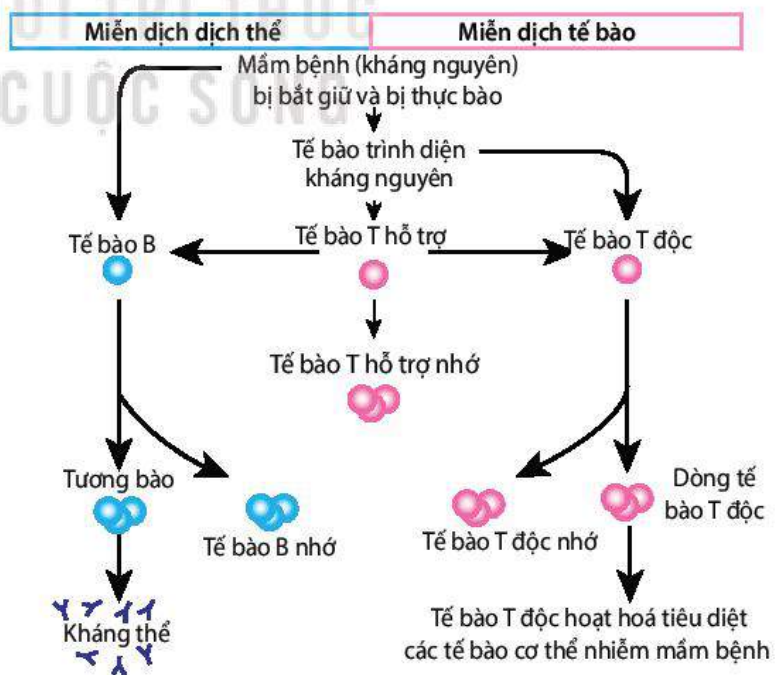 CUỘC SỐNG
Miễn dịch dịch thể
Miễn dịch tế bào
Mầm bệnh (kháng nguyên)
bị bắt giữ và bị thực bào
Tế bào trình diện
kháng nguyên
Tế bào B
Tế bào T hỗ trợ
Tế bào T độc
Tế bào T hỗ trợ nhớ
Tương bào
Tế bào B nhớ
Tế bào T độc nhớ
Dòng tế
bào T độc
Kháng thể
Tế bào T độc hoạt hoá tiêu diệt
các tế bào cơ thể nhiễm mầm bệnh